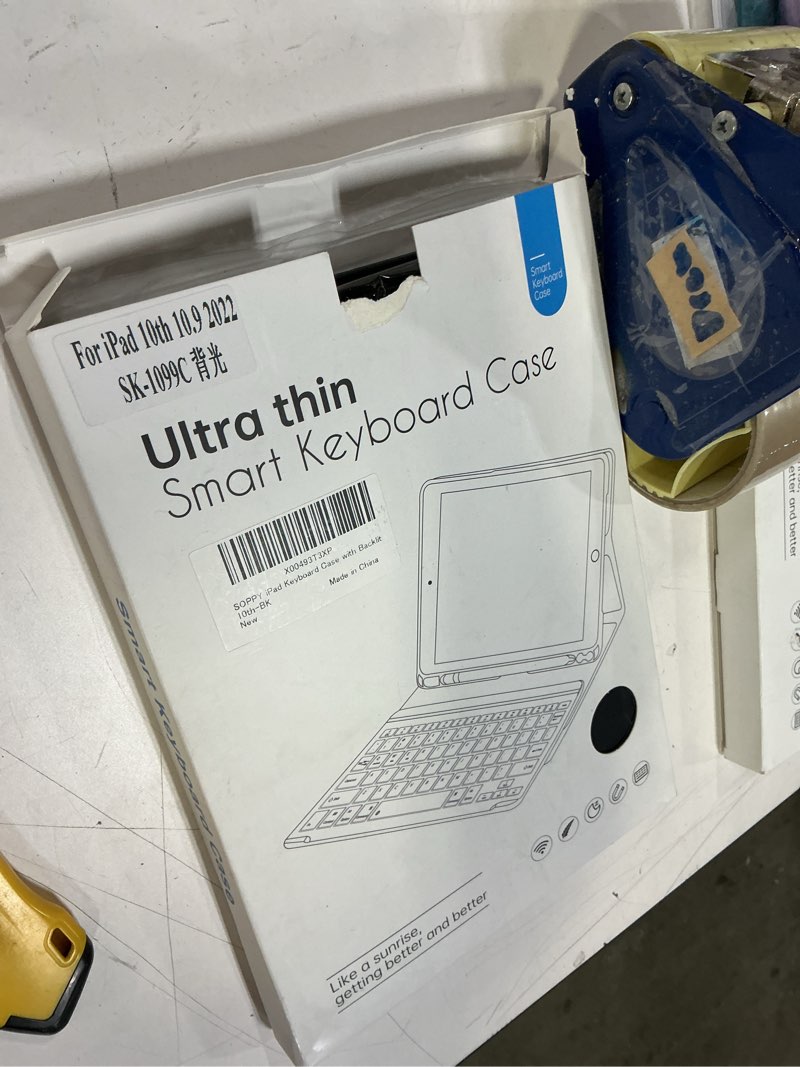 For iPad 10th 10.9 2022
SK-1099C 背光
Smart
Keyboard
Case
Ultra thin
Smart Keyboard Case
X00493T3XP
SOPPY iPad Keyboard Case with Backlit
10th-BK
New
Made in China
Smart Keyboard Case
Like a sunrise,
getting better and better
etter and better